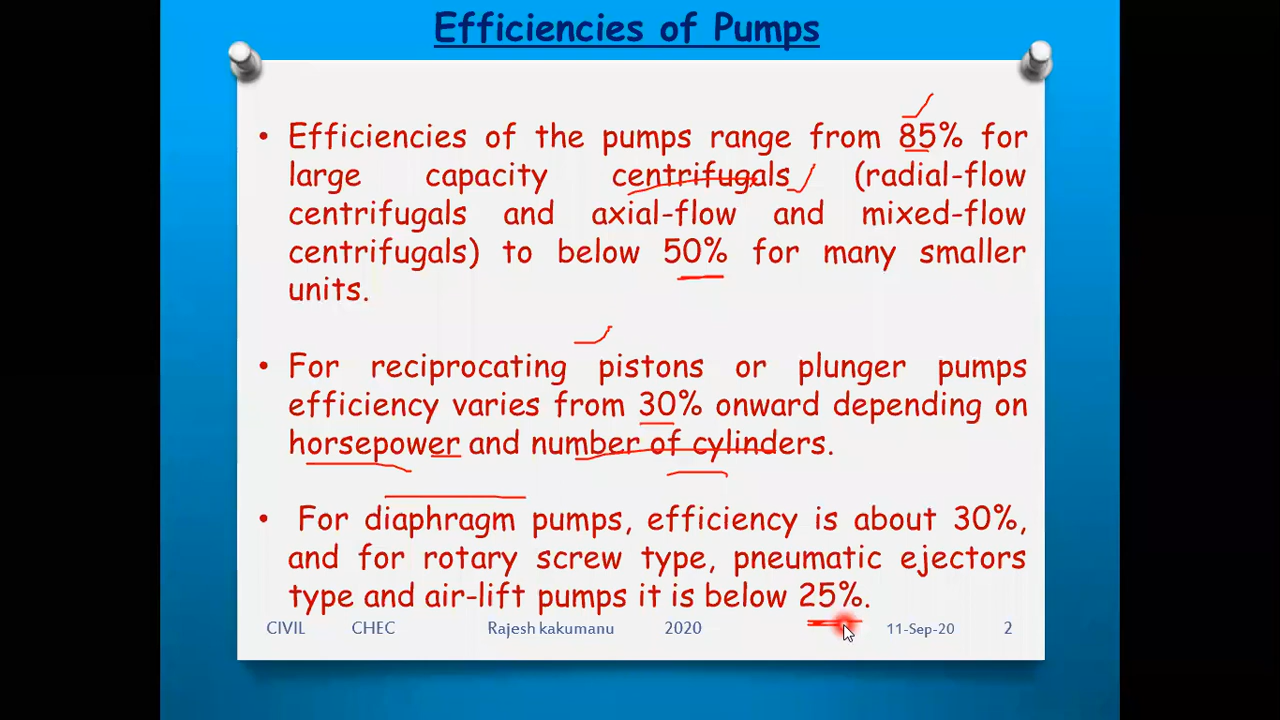 Efficiencies of Pumps
• Efficiencies of the pumps range from 85% for
large capacity centrifugals (radial-flow
centrifugals and axial-flow and mixed-flow
centrifugals) to below 50% for many smaller
units.
• For reciprocating pistons or plunger pumps
efficiency varies from 30% onward depending on
horsepower and number of cylinders.
• For diaphragm pumps, efficiency is about 30%,
and for rotary screw type, pneumatic ejectors
type and air-lift pumps it is below 25%.
CIVIL CHEC Rajesh kakumanu 2020 11-Sep-20 2